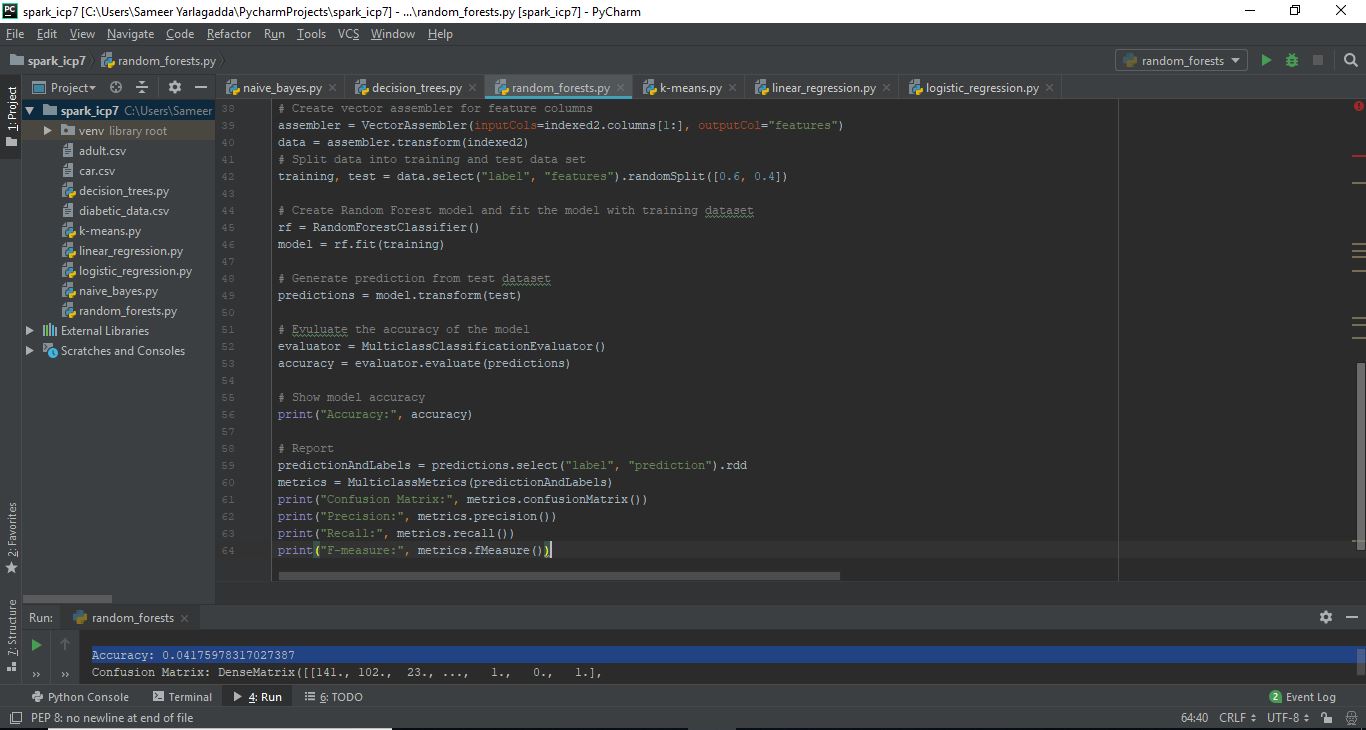 spark_icp7 [C:\Users\Sameer Yarlagadda\PycharmProjects\spark_icp7] - ...\random_forests.py [spark_icp7] - PyCharm
File Edit View Navigate Code Refactor Run Tools VCS Window Help
spark_icp7 random_forests.py random_forests
1: Project
Project
naive_bayes.py decision_trees.py random_forests.py k-means.py linear_regression.py logistic_regression.py
spark_icp7 C:\Users\Sameer
venv library root
adult.csv
car.csv
decision_trees.py
diabetic_data.csv
k-means.py
linear_regression.py
logistic_regression.py
naive_bayes.py
random_forests.py
External Libraries
Scratches and Consoles
38 # Create vector assembler for feature columns
39 assembler = VectorAssembler(inputCols=indexed2.columns[1:], outputCol="features")
40 data = assembler.transform(indexed2)
41 # Split data into training and test data set
42 training, test = data.select("label", "features").randomSplit([0.6, 0.4])
43
44 # Create Random Forest model and fit the model with training dataset
45 rf = RandomForestClassifier()
46 model = rf.fit(training)
47
48 # Generate prediction from test dataset
49 predictions = model.transform(test)
50
51 # Evuluate the accuracy of the model
52 evaluator = MulticlassClassificationEvaluator()
53 accuracy = evaluator.evaluate(predictions)
54
55 # Show model accuracy
56 print("Accuracy:", accuracy)
57
58 # Report
59 predictionAndLabels = predictions.select("label", "prediction").rdd
60 metrics = MulticlassMetrics(predictionAndLabels)
61 print("Confusion Matrix:", metrics.confusionMatrix())
62 print("Precision:", metrics.precision())
63 print("Recall:", metrics.recall())
64 print("F-measure:", metrics.fMeasure())
2: Favorites
7: Structure
Run: random_forests
Accuracy: 0.04175978317027387
Confusion Matrix: DenseMatrix([[141., 102., 23., ..., 1., 0., 1.],
Python Console Terminal 4: Run 6: TODO 2 Event Log
PEP 8: no newline at end of file 64:40 CRLF UTF-8